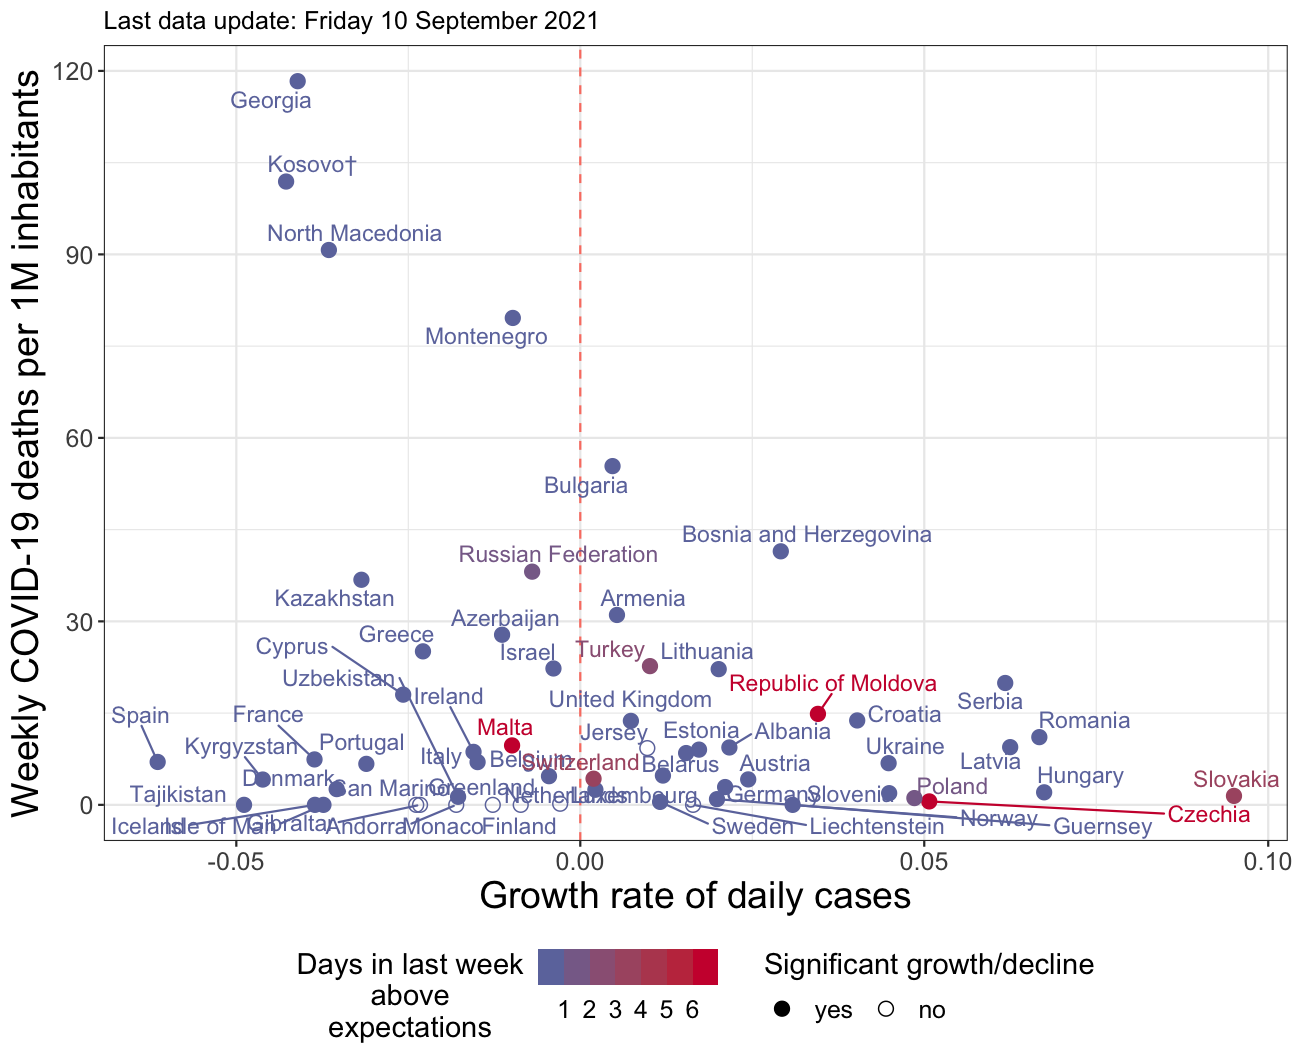 Last data update: Friday 10 September 2021
Weekly COVID-19 deaths per 1M inhabitants
120
90
60
30
0
Georgia
Kosovo†
North Macedonia
Montenegro
Bulgaria
Bosnia and Herzegovina
Russian Federation
Kazakhstan
Armenia
Azerbaijan
Greece
Cyprus
Israel
Turkey
Lithuania
Uzbekistan
Republic of Moldova
Ireland
United Kingdom
Serbia
Spain
France
Malta
Jersey
Estonia
Albania
Croatia
Romania
Kyrgyzstan
Portugal
Italy
Belgium
Switzerland
Belarus
Austria
Ukraine
Latvia
Denmark
San Marino
Greenland
Poland
Hungary
Slovakia
Tajikistan
Netherlands
Luxembourg
Germany
Slovenia
Norway
Czechia
Iceland
Isle of Man
Gibraltar
Andorra
Monaco
Finland
Sweden
Liechtenstein
Guernsey
-0.05
0.00
0.05
0.10
Growth rate of daily cases
Days in last week
above
expectations
1 2 3 4 5 6
Significant growth/decline
yes
no